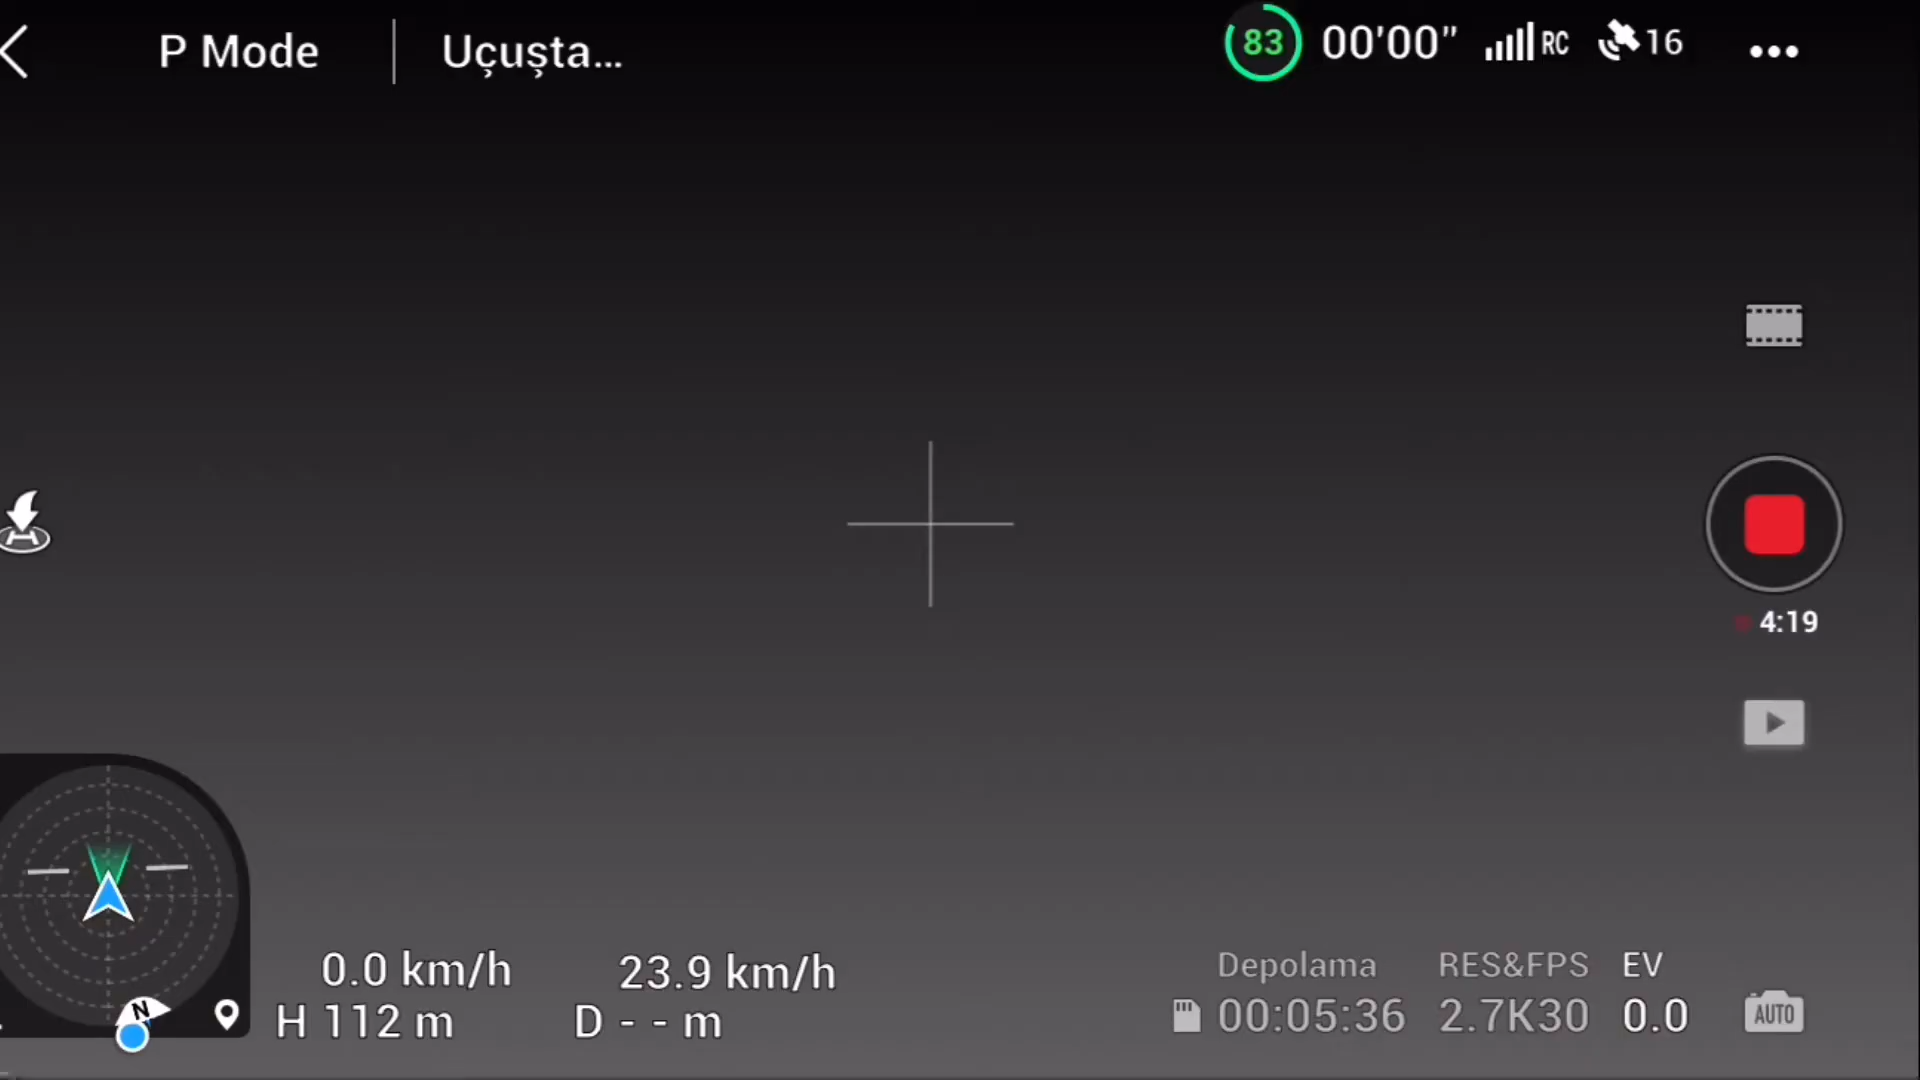 P Mode
Uçuşta...
83
00'00"
RC
16
4:19
N
0.0 km/h
23.9 km/h
H 112 m
D - - m
Depolama
RES&FPS
EV
00:05:36
2.7K30
0.0
AUTO